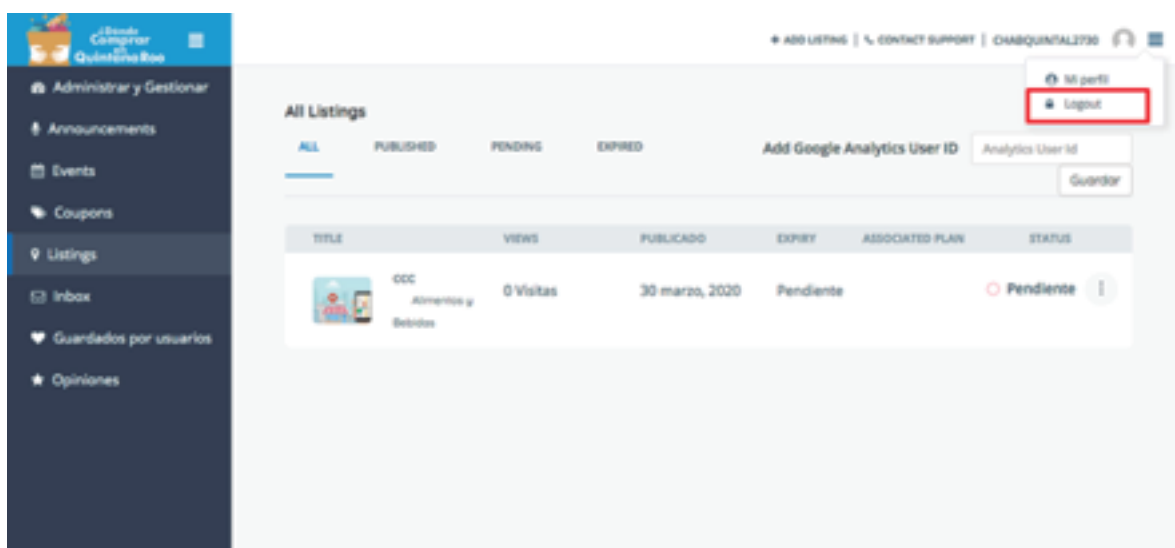 ¿Dónde
Comprar
en
Quintana Roo
+ ADD LISTING | CONTACT SUPPORT | CHABQUINTAL2730
Mi perfil
Logout
Administrar y Gestionar
Announcements
Events
Coupons
Listings
Inbox
Guardados por usuarios
Opiniones
All Listings
ALL PUBLISHED PENDING EXPIRED
Add Google Analytics User ID Analytics User Id
Guardar
TITLE VIEWS PUBLICADO EXPIRY ASSOCIATED PLAN STATUS
ccc
Alimentos y
Bebidas
0 Visitas 30 marzo, 2020 Pendiente Pendiente